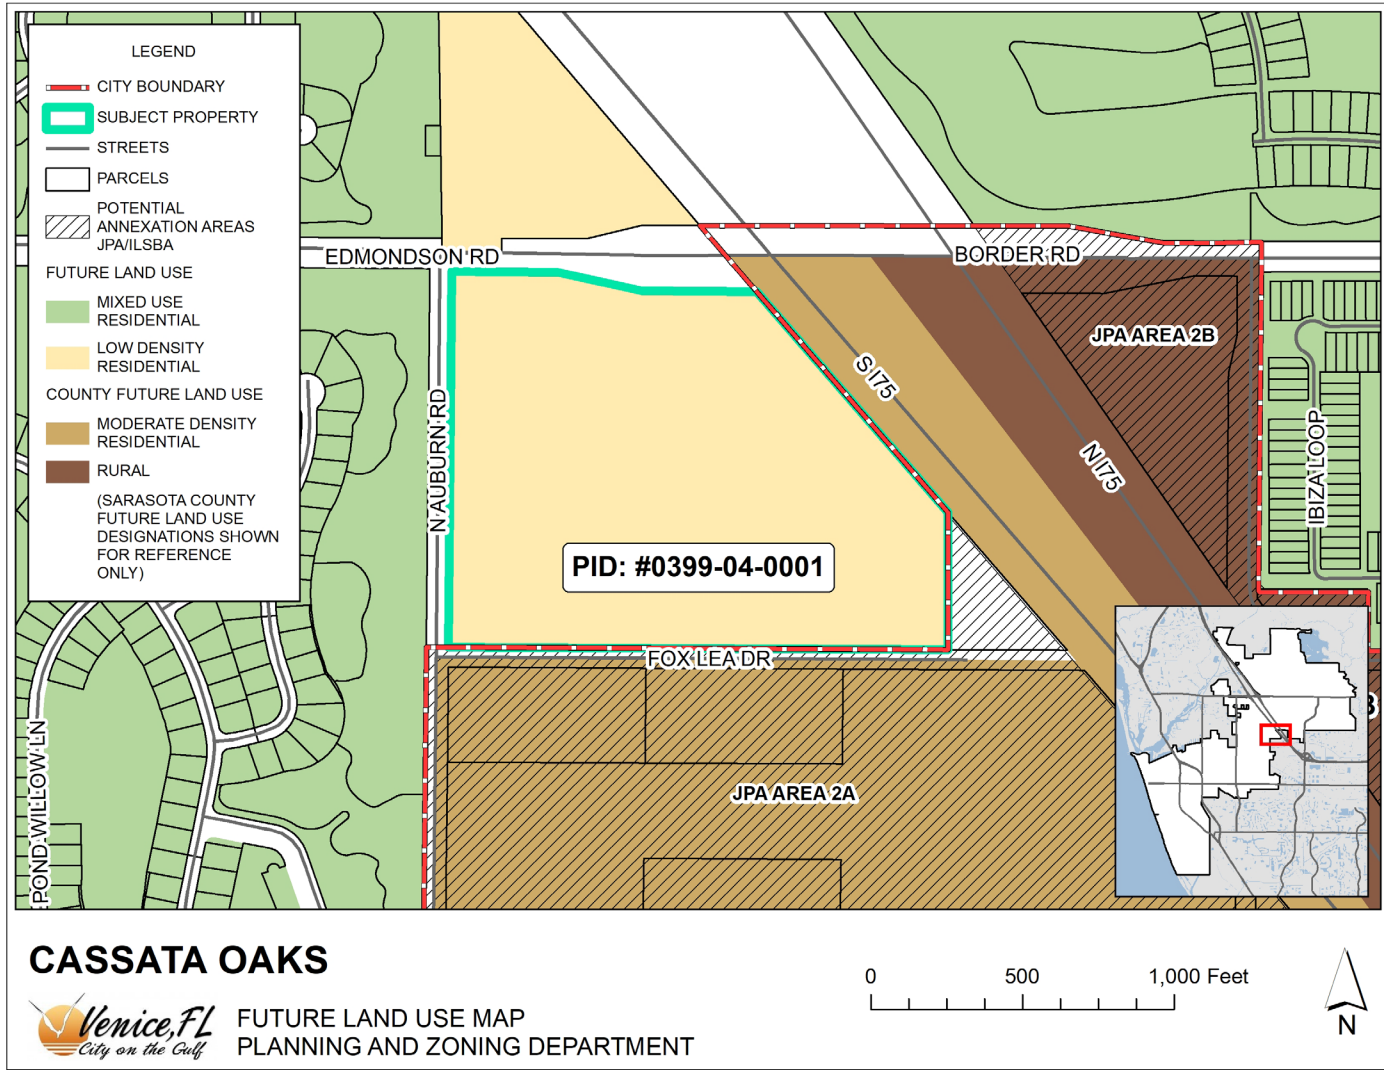 LEGEND
CITY BOUNDARY
SUBJECT PROPERTY
STREETS
PARCELS
POTENTIAL
ANNEXATION AREAS
JPA/ILSBA
FUTURE LAND USE
MIXED USE
RESIDENTIAL
LOW DENSITY
RESIDENTIAL
COUNTY FUTURE LAND USE
MODERATE DENSITY
RESIDENTIAL
RURAL
(SARASOTA COUNTY
FUTURE LAND USE
DESIGNATIONS SHOWN
FOR REFERENCE
ONLY)
EDMONDSON RD
BORDER RD
JPA AREA 2B
S I75
N I75
N AUBURN RD
IBIZA LOOP
PID: #0399-04-0001
FOX LEA DR
JPA AREA 2A
POND WILLOW LN
CASSATA OAKS
Venice, FL
City on the Gulf
FUTURE LAND USE MAP
PLANNING AND ZONING DEPARTMENT
0 500 1,000 Feet
N